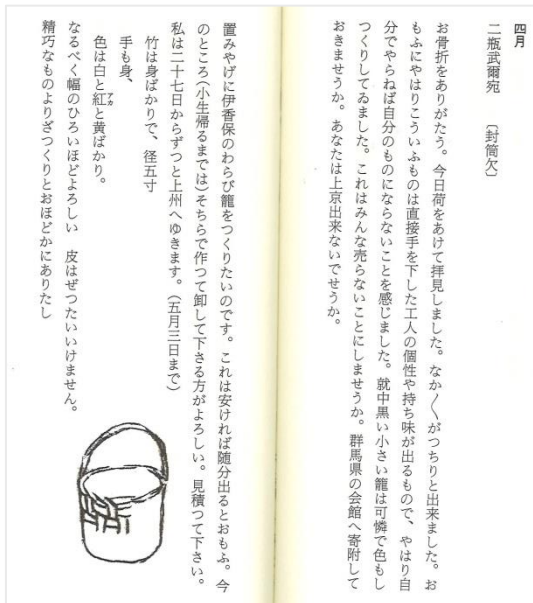 四月
二瓶武爾宛　〔封筒欠〕
お骨折をありがたう。今日荷をあけて拝見しました。なか〳〵がつちりと出来ました。お
もふにやはりこういふものは直接手を下した工人の個性や持ち味が出るもので、やはり自
分でやらねば自分のものにならないことを感じました。就中黒い小さい籠は可憐で色もし
つくりしてゐました。これはみんな売らないことにしませうか。群馬県の会館へ寄附して
おきませうか。あなたは上京出来ないでせうか。
置みやげに伊香保のわらび籠をつくりたいのです。これは安ければ随分出るとおもふ。今
のところ(小生帰るまでは)そちらで作つて卸して下さる方がよろしい。見積つて下さい。
私は二十七日からずつと上州へゆきます。(五月三日まで)
竹は身ばかりで、径五寸
手も身、
色は白と紅アカと黄ばかり。
なるべく幅のひろいほどよろしい　皮はぜつたいいけません。
精巧なものよりざつくりとおほどかにありたし